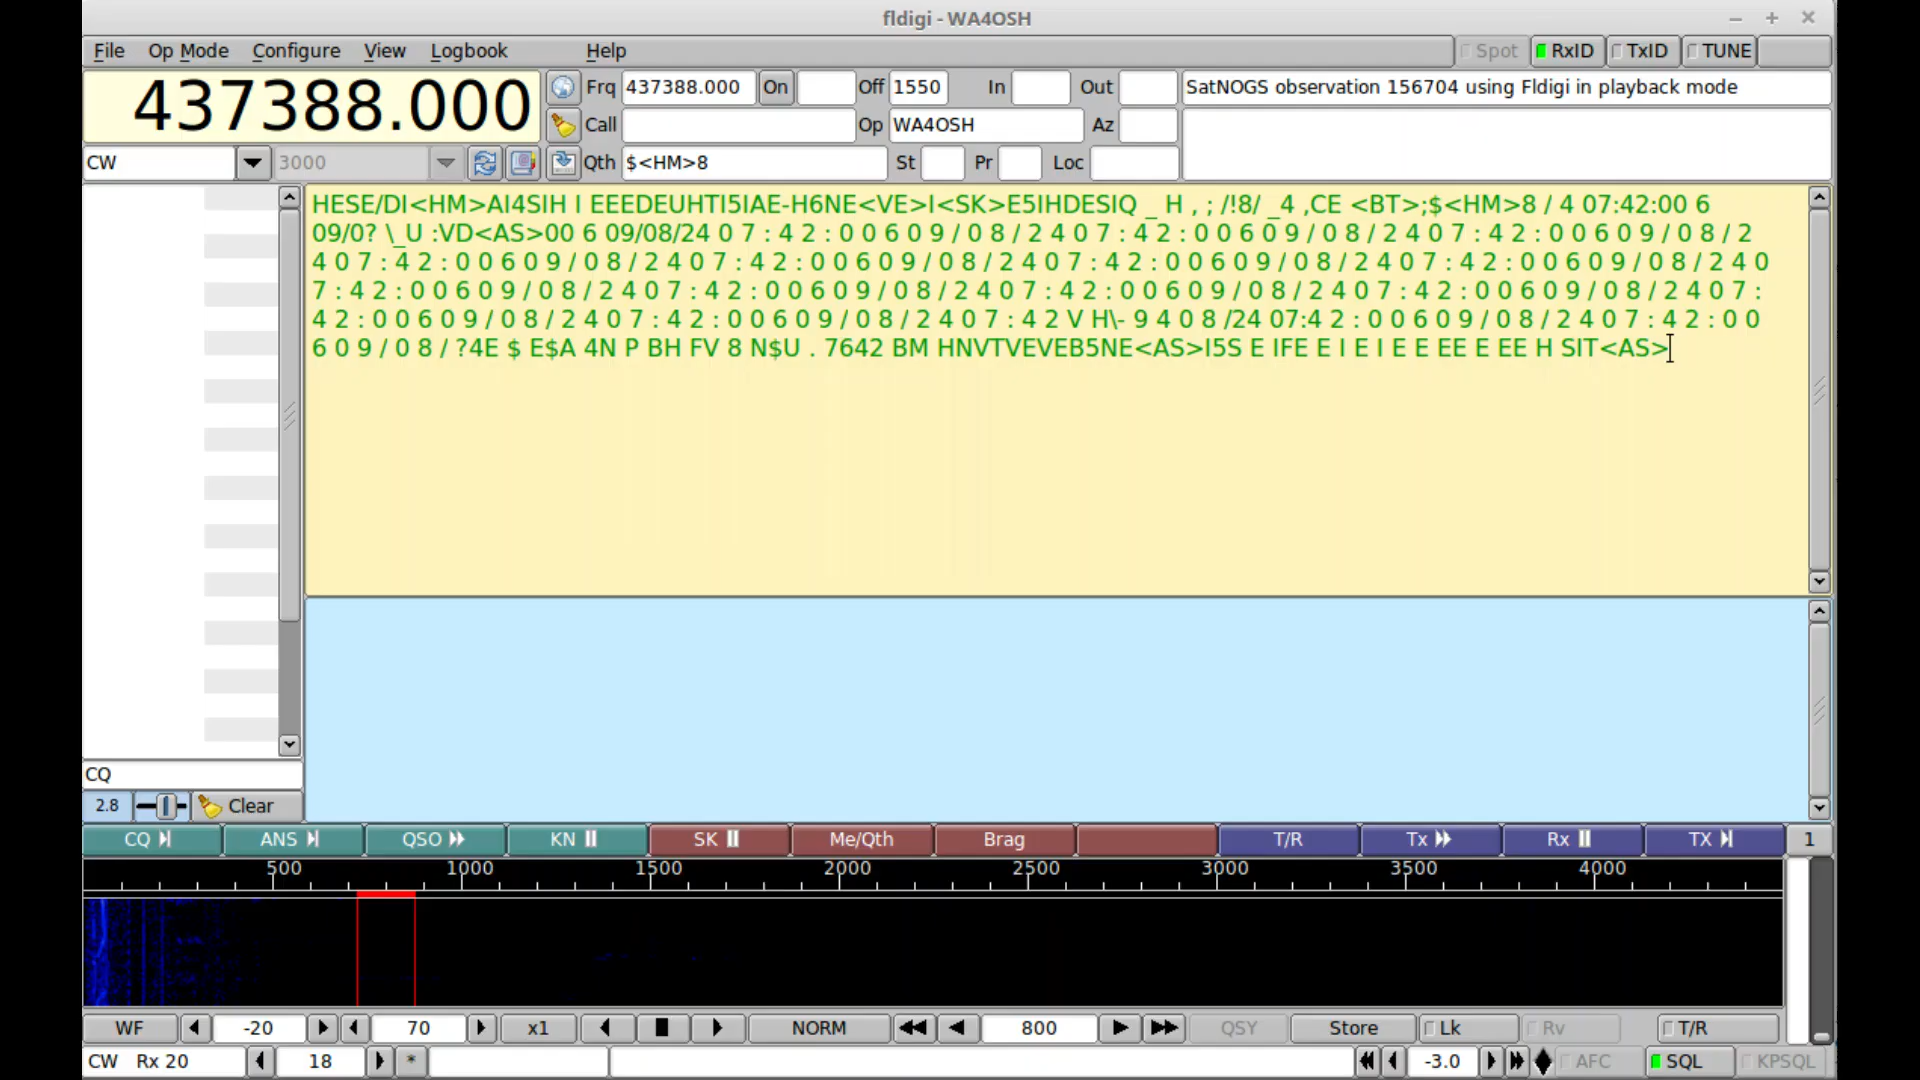 fldigi - WA4OSH
File Op Mode Configure View Logbook Help Spot RxID TxID TUNE
437388.000 Frq 437388.000 On Off 1550 In Out SatNOGS observation 156704 using Fldigi in playback mode
Call Op WA4OSH Az
CW 3000 Qth $<HM>8 St Pr Loc
HESE/DI<HM>AI4SIH I EEEDEUHTI5IAE-H6NE<VE>I<SK>E5IHDESIQ _ H , ; /!8/ _4 ,CE <BT>;$<HM>8 / 4 07:42:00 6
09/0? \_U :VD<AS>00 6 09/08/24 0 7 : 4 2 : 0 0 6 0 9 / 0 8 / 2 4 0 7 : 4 2 : 0 0 6 0 9 / 0 8 / 2 4 0 7 : 4 2 : 0 0 6 0 9 / 0 8 / 2
4 0 7 : 4 2 : 0 0 6 0 9 / 0 8 / 2 4 0 7 : 4 2 : 0 0 6 0 9 / 0 8 / 2 4 0 7 : 4 2 : 0 0 6 0 9 / 0 8 / 2 4 0 7 : 4 2 : 0 0 6 0 9 / 0 8 / 2 4 0
7 : 4 2 : 0 0 6 0 9 / 0 8 / 2 4 0 7 : 4 2 : 0 0 6 0 9 / 0 8 / 2 4 0 7 : 4 2 : 0 0 6 0 9 / 0 8 / 2 4 0 7 : 4 2 : 0 0 6 0 9 / 0 8 / 2 4 0 7 :
4 2 : 0 0 6 0 9 / 0 8 / 2 4 0 7 : 4 2 : 0 0 6 0 9 / 0 8 / 2 4 0 7 : 4 2 V H\- 9 4 0 8 /24 07:4 2 : 0 0 6 0 9 / 0 8 / 2 4 0 7 : 4 2 : 0 0
6 0 9 / 0 8 / ?4E $ E$A 4N P BH FV 8 N$U . 7642 BM HNVTVEVEB5NE<AS>I5S E IFE E I E I E E EE E EE H SIT<AS>
CQ
2.8 Clear
CQ ANS QSO KN SK Me/Qth Brag T/R Tx Rx TX 1
500 1000 1500 2000 2500 3000 3500 4000
WF -20 70 x1 NORM 800 QSY Store Lk Rv T/R
CW Rx 20 18 * -3.0 AFC SQL KPSQL